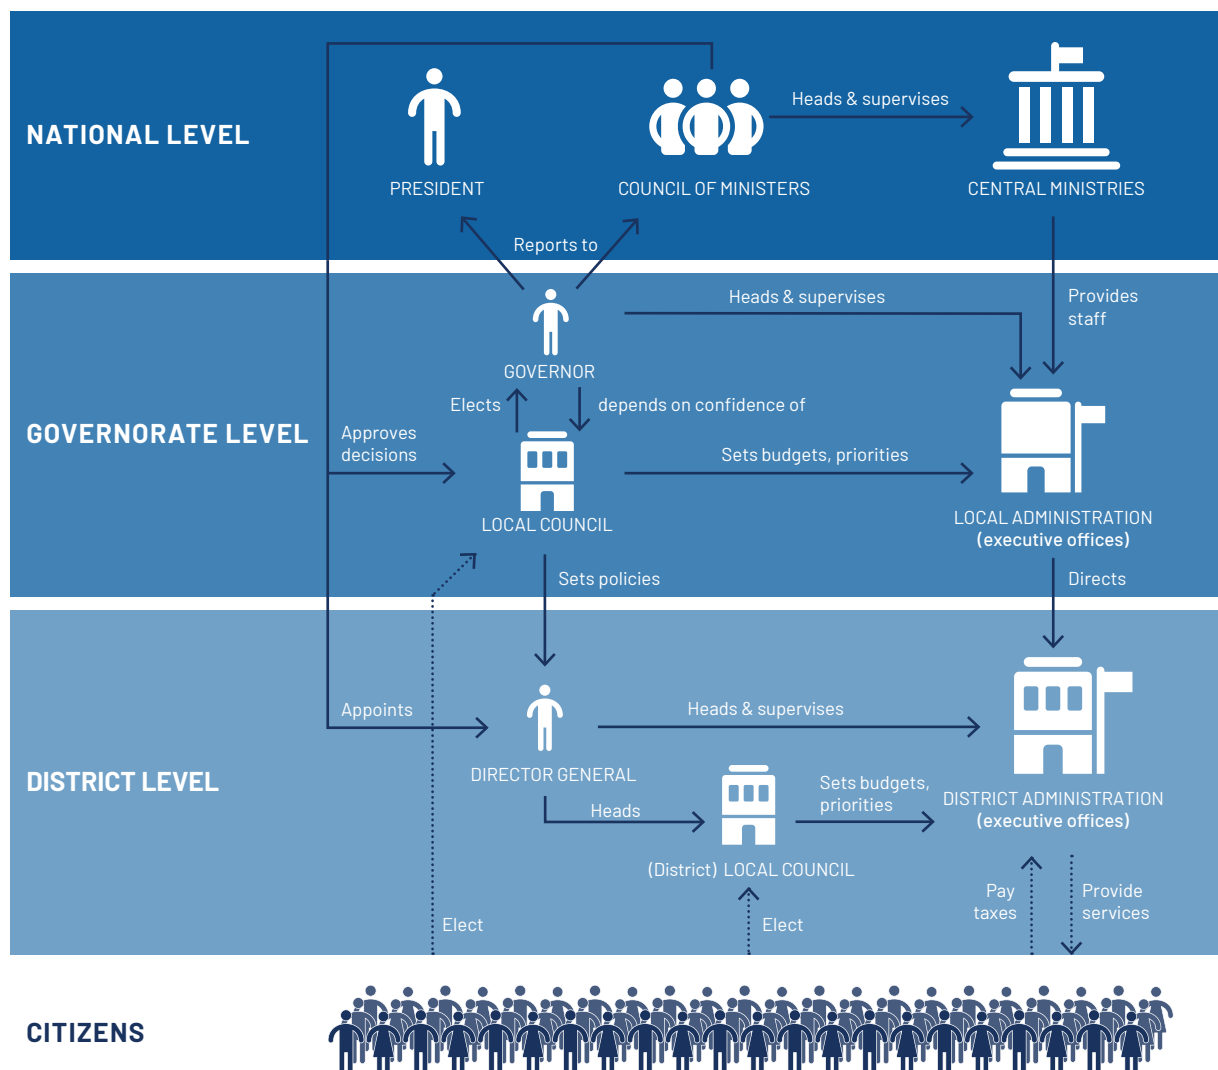 NATIONAL LEVEL
PRESIDENT
COUNCIL OF MINISTERS
Heads & supervises
CENTRAL MINISTRIES
Reports to
GOVERNORATE LEVEL
GOVERNOR
Heads & supervises
Provides
staff
Elects
depends on confidence of
Approves
decisions
LOCAL COUNCIL
Sets budgets, priorities
LOCAL ADMINISTRATION
(executive offices)
Sets policies
Directs
DISTRICT LEVEL
Appoints
DIRECTOR GENERAL
Heads & supervises
Heads
(District) LOCAL COUNCIL
Sets budgets,
priorities
DISTRICT ADMINISTRATION
(executive offices)
Elect
Elect
Pay
taxes
Provide
services
CITIZENS